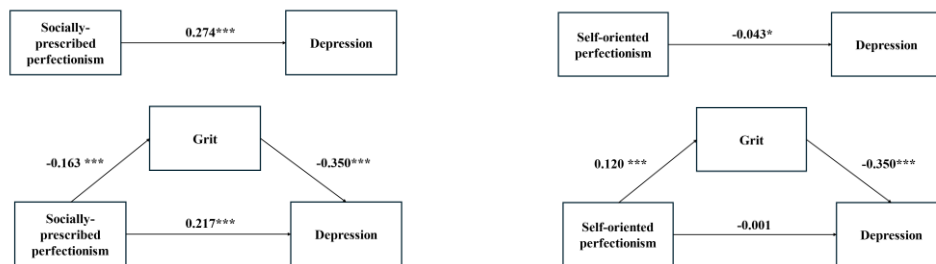 Socially-
prescribed
perfectionism
0.274***
Depression
Self-oriented
perfectionism
-0.043*
Depression
Grit
-0.163 ***
-0.350***
Socially-
prescribed
perfectionism
0.217***
Depression
Grit
0.120 ***
-0.350***
Self-oriented
perfectionism
-0.001
Depression